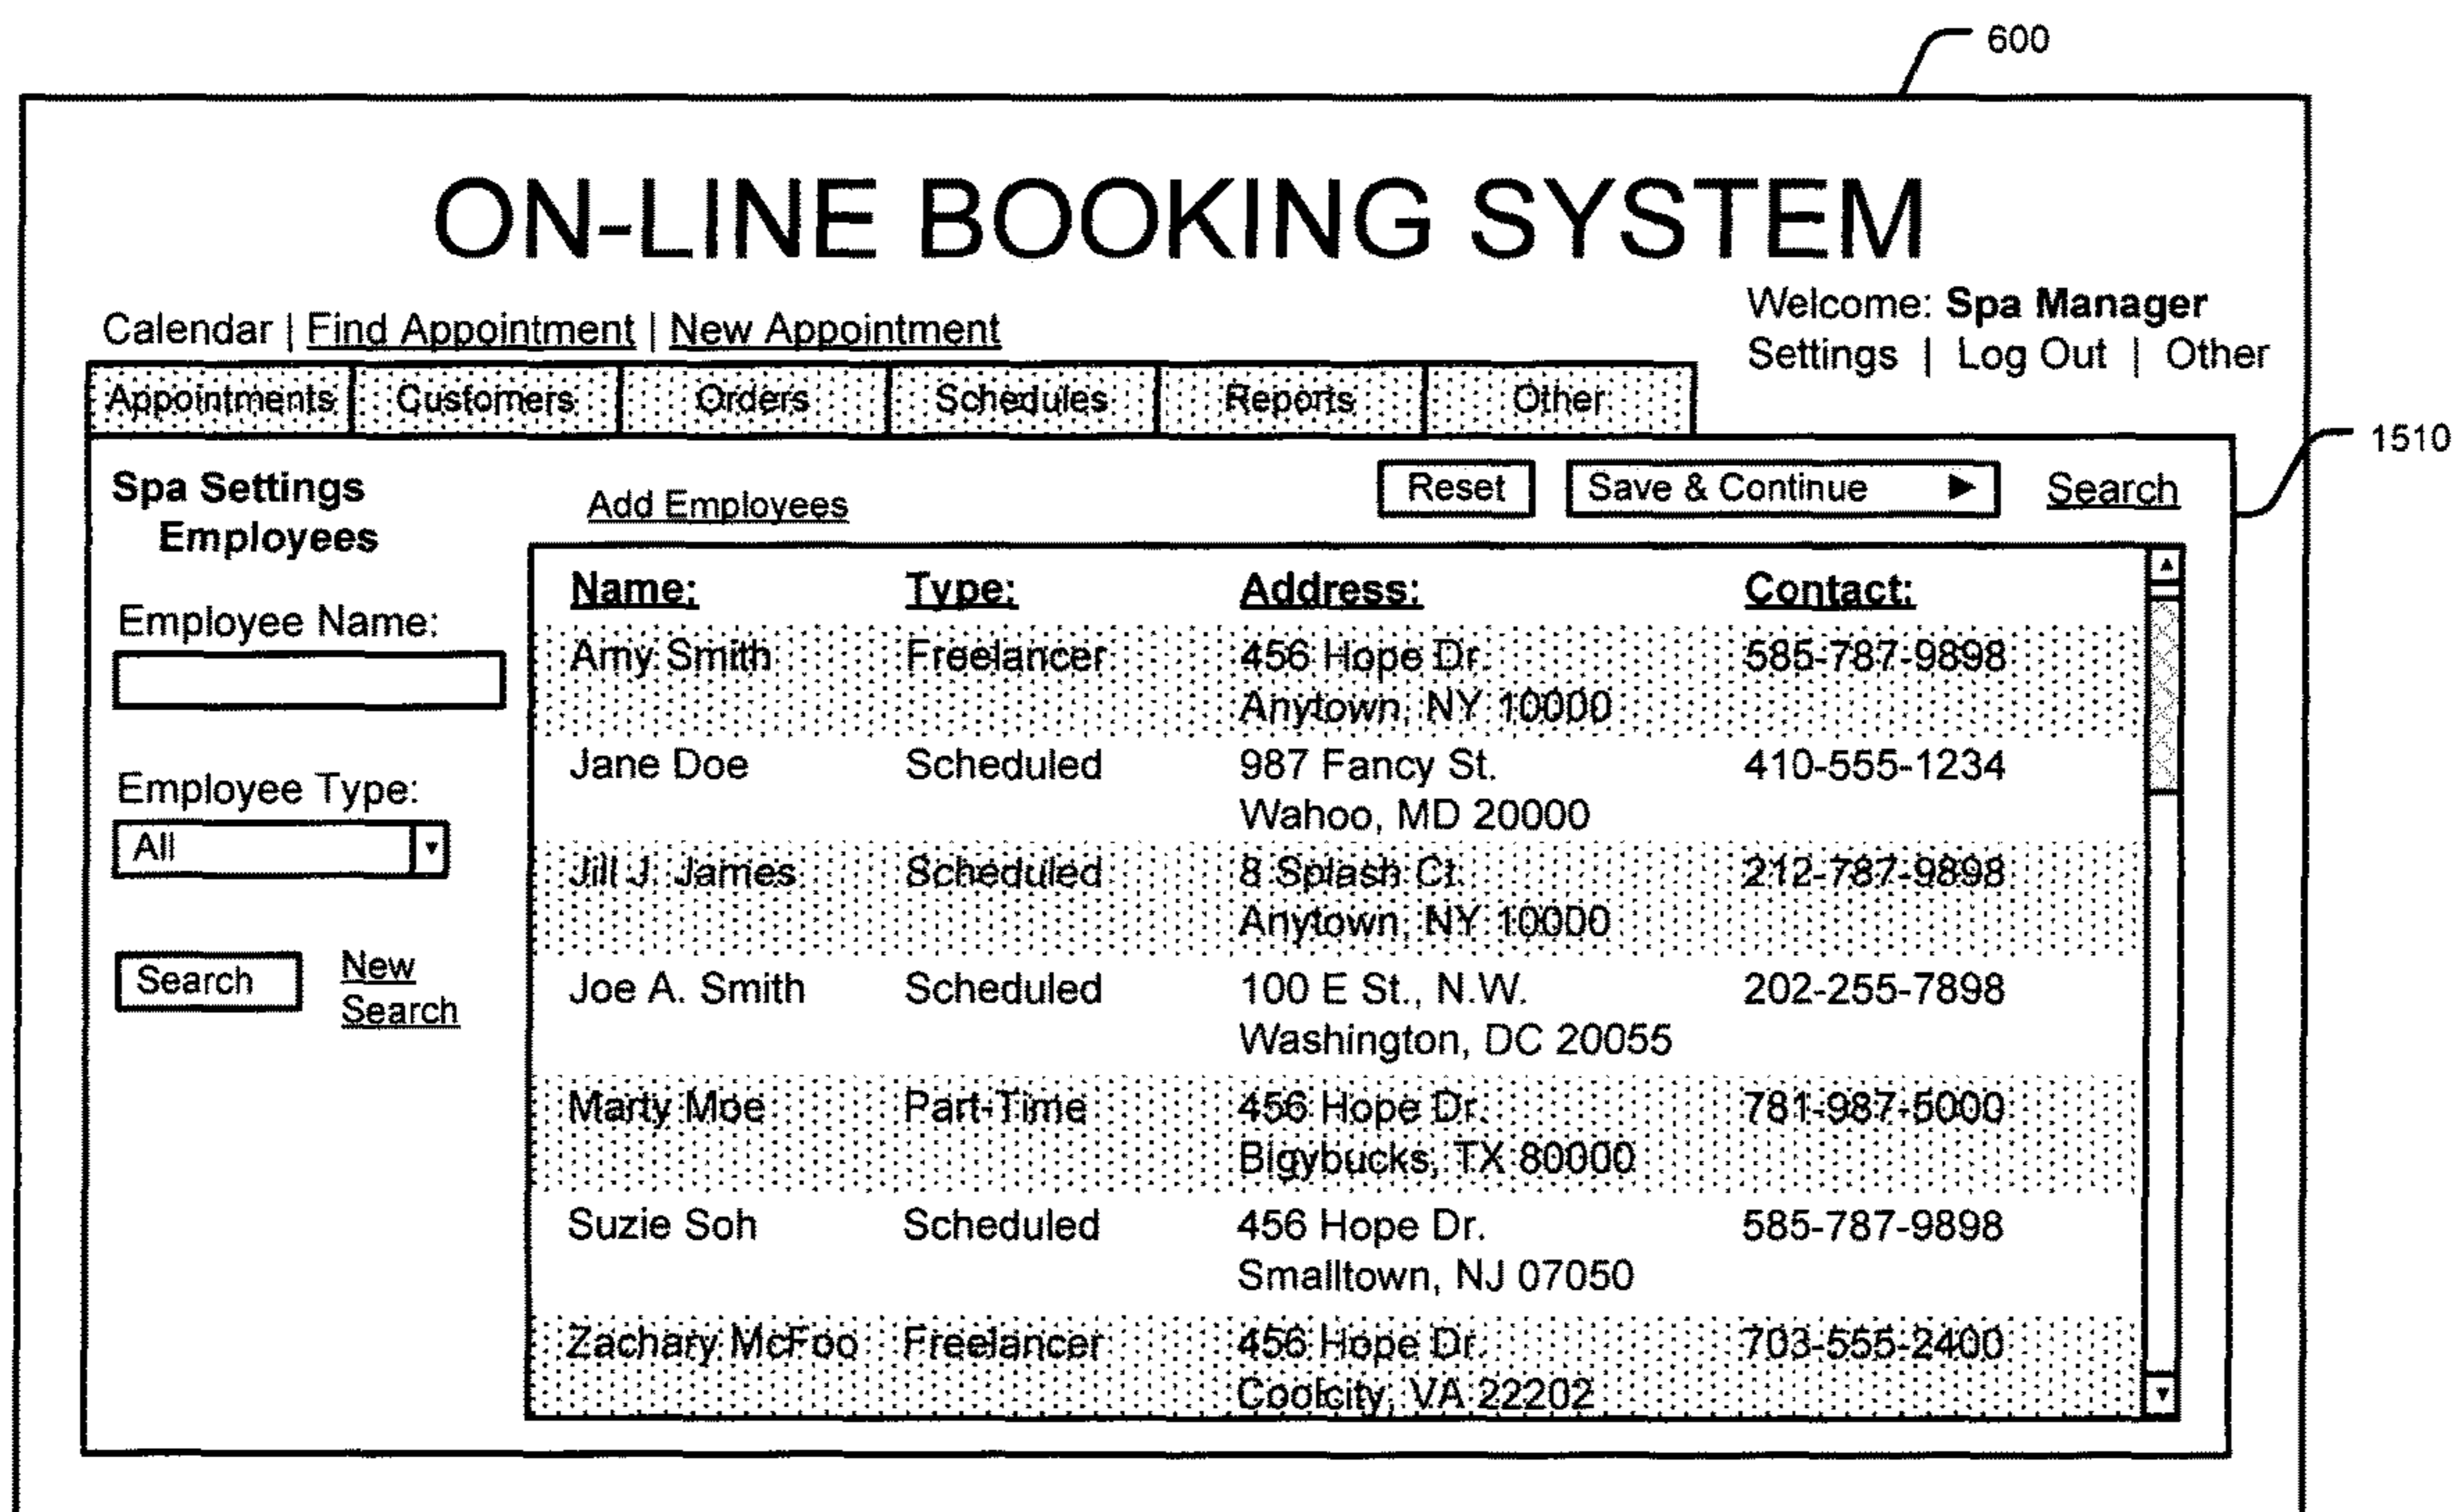 600
ON-LINE BOOKING SYSTEM
Welcome: Spa Manager
Calendar | Find Appointment | New Appointment
Settings | Log Out | Other
Appointments Customers Orders Schedules Reports Other
1510
Spa Settings
Employees
Add Employees Reset Save & Continue Search
Employee Name:
Employee Type:
All
Search
New
Search
Name: Type: Address: Contact:
Amy Smith Freelancer 456 Hope Dr. 585-787-9898
Anytown, NY 10000
Jane Doe Scheduled 987 Fancy St. 410-555-1234
Wahoo, MD 20000
Jill J. James Scheduled 8 Splash Ct. 212-787-9898
Anytown, NY 10000
Joe A. Smith Scheduled 100 E St., N.W. 202-255-7898
Washington, DC 20055
Marty Moe Part-Time 456 Hope Dr. 781-987-5000
Bigybucks, TX 80000
Suzie Soh Scheduled 456 Hope Dr. 585-787-9898
Smalltown, NJ 07050
Zachary McFoo Freelancer 456 Hope Dr. 703-555-2400
Coolcity, VA 22202